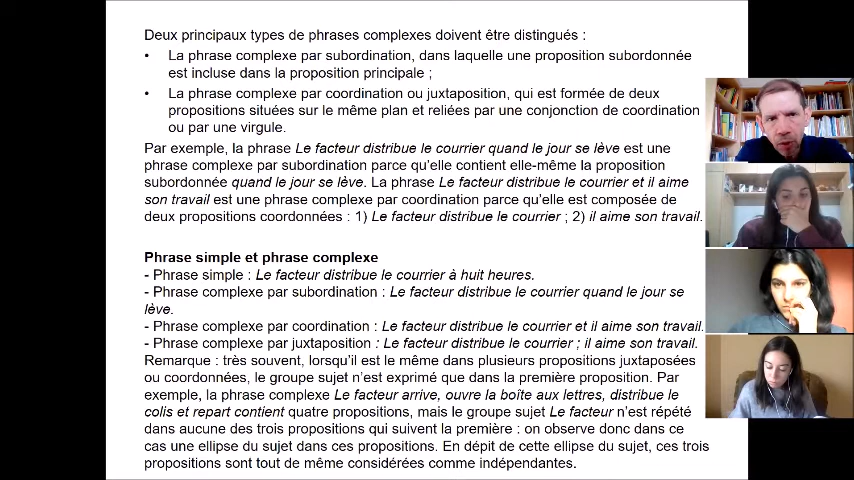 Deux principaux types de phrases complexes doivent être distingués :
• La phrase complexe par subordination, dans laquelle une proposition subordonnée
est incluse dans la proposition principale ;
• La phrase complexe par coordination ou juxtaposition, qui est formée de deux
propositions situées sur le même plan et reliées par une conjonction de coordination
ou par une virgule.
Par exemple, la phrase Le facteur distribue le courrier quand le jour se lève est une
phrase complexe par subordination parce qu'elle contient elle-même la proposition
subordonnée quand le jour se lève. La phrase Le facteur distribue le courrier et il aime
son travail est une phrase complexe par coordination parce qu'elle est composée de
deux propositions coordonnées : 1) Le facteur distribue le courrier ; 2) il aime son travail.
Phrase simple et phrase complexe
- Phrase simple : Le facteur distribue le courrier à huit heures.
- Phrase complexe par subordination : Le facteur distribue le courrier quand le jour se
lève.
- Phrase complexe par coordination : Le facteur distribue le courrier et il aime son travail.
- Phrase complexe par juxtaposition : Le facteur distribue le courrier ; il aime son travail.
Remarque : très souvent, lorsqu'il est le même dans plusieurs propositions juxtaposées
ou coordonnées, le groupe sujet n'est exprimé que dans la première proposition. Par
exemple, la phrase complexe Le facteur arrive, ouvre la boîte aux lettres, distribue le
colis et repart contient quatre propositions, mais le groupe sujet Le facteur n'est répété
dans aucune des trois propositions qui suivent la première : on observe donc dans ce
cas une ellipse du sujet dans ces propositions. En dépit de cette ellipse du sujet, ces trois
propositions sont tout de même considérées comme indépendantes.